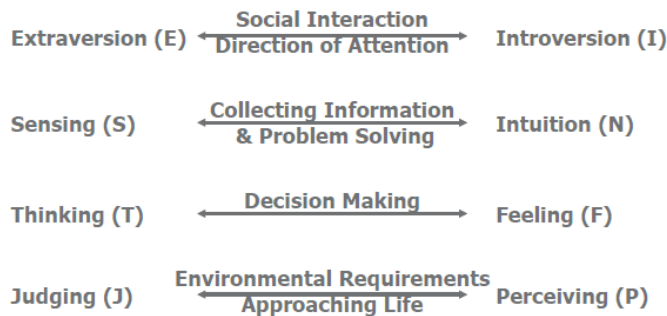 Extraversion (E) Social Interaction Introversion (I)
Direction of Attention
Sensing (S) Collecting Information Intuition (N)
& Problem Solving
Thinking (T) Decision Making Feeling (F)
Judging (J) Environmental Requirements Perceiving (P)
Approaching Life